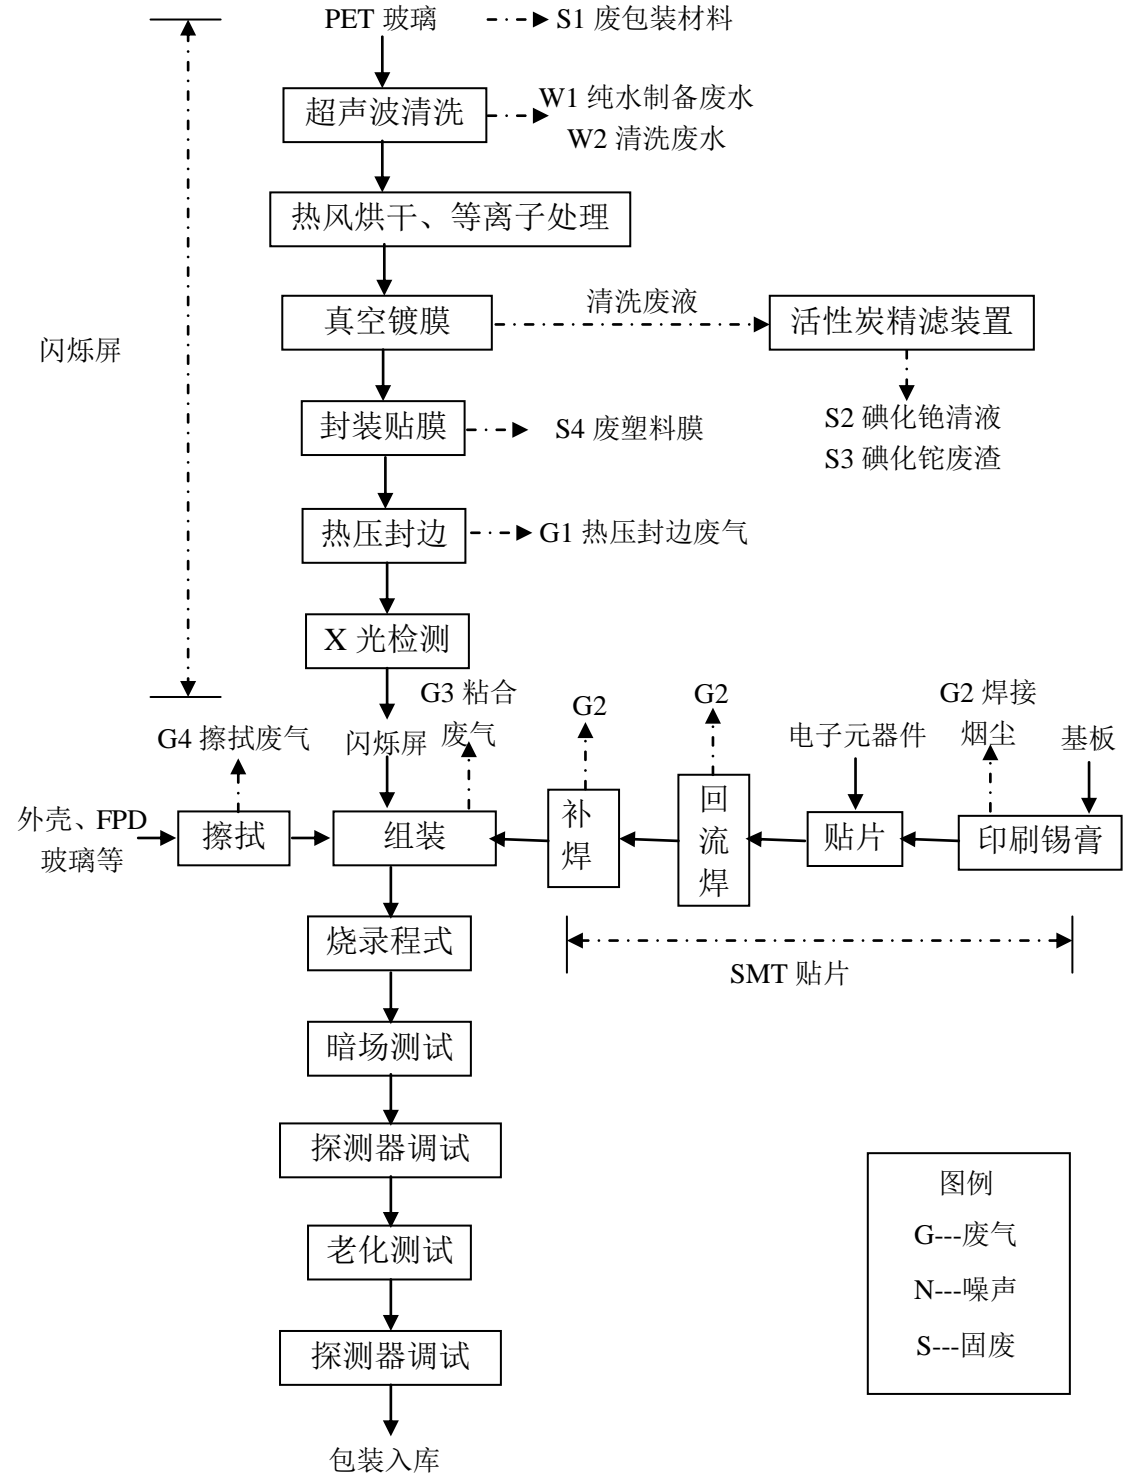 PET 玻璃
S1 废包装材料
超声波清洗
W1 纯水制备废水
W2 清洗废水
热风烘干、等离子处理
真空镀膜
清洗废液
活性炭精滤装置
闪烁屏
封装贴膜
S4 废塑料膜
S2 碘化铯清液
S3 碘化铊废渣
热压封边
G1 热压封边废气
X 光检测
G3 粘合
废气
G4 擦拭废气
闪烁屏
G2
G2
G2 焊接
烟尘
电子元器件
基板
外壳、FPD
玻璃等
擦拭
组装
补焊
回流焊
贴片
印刷锡膏
烧录程式
SMT 贴片
暗场测试
探测器调试
老化测试
探测器调试
包装入库
图例
G---废气
N---噪声
S---固废